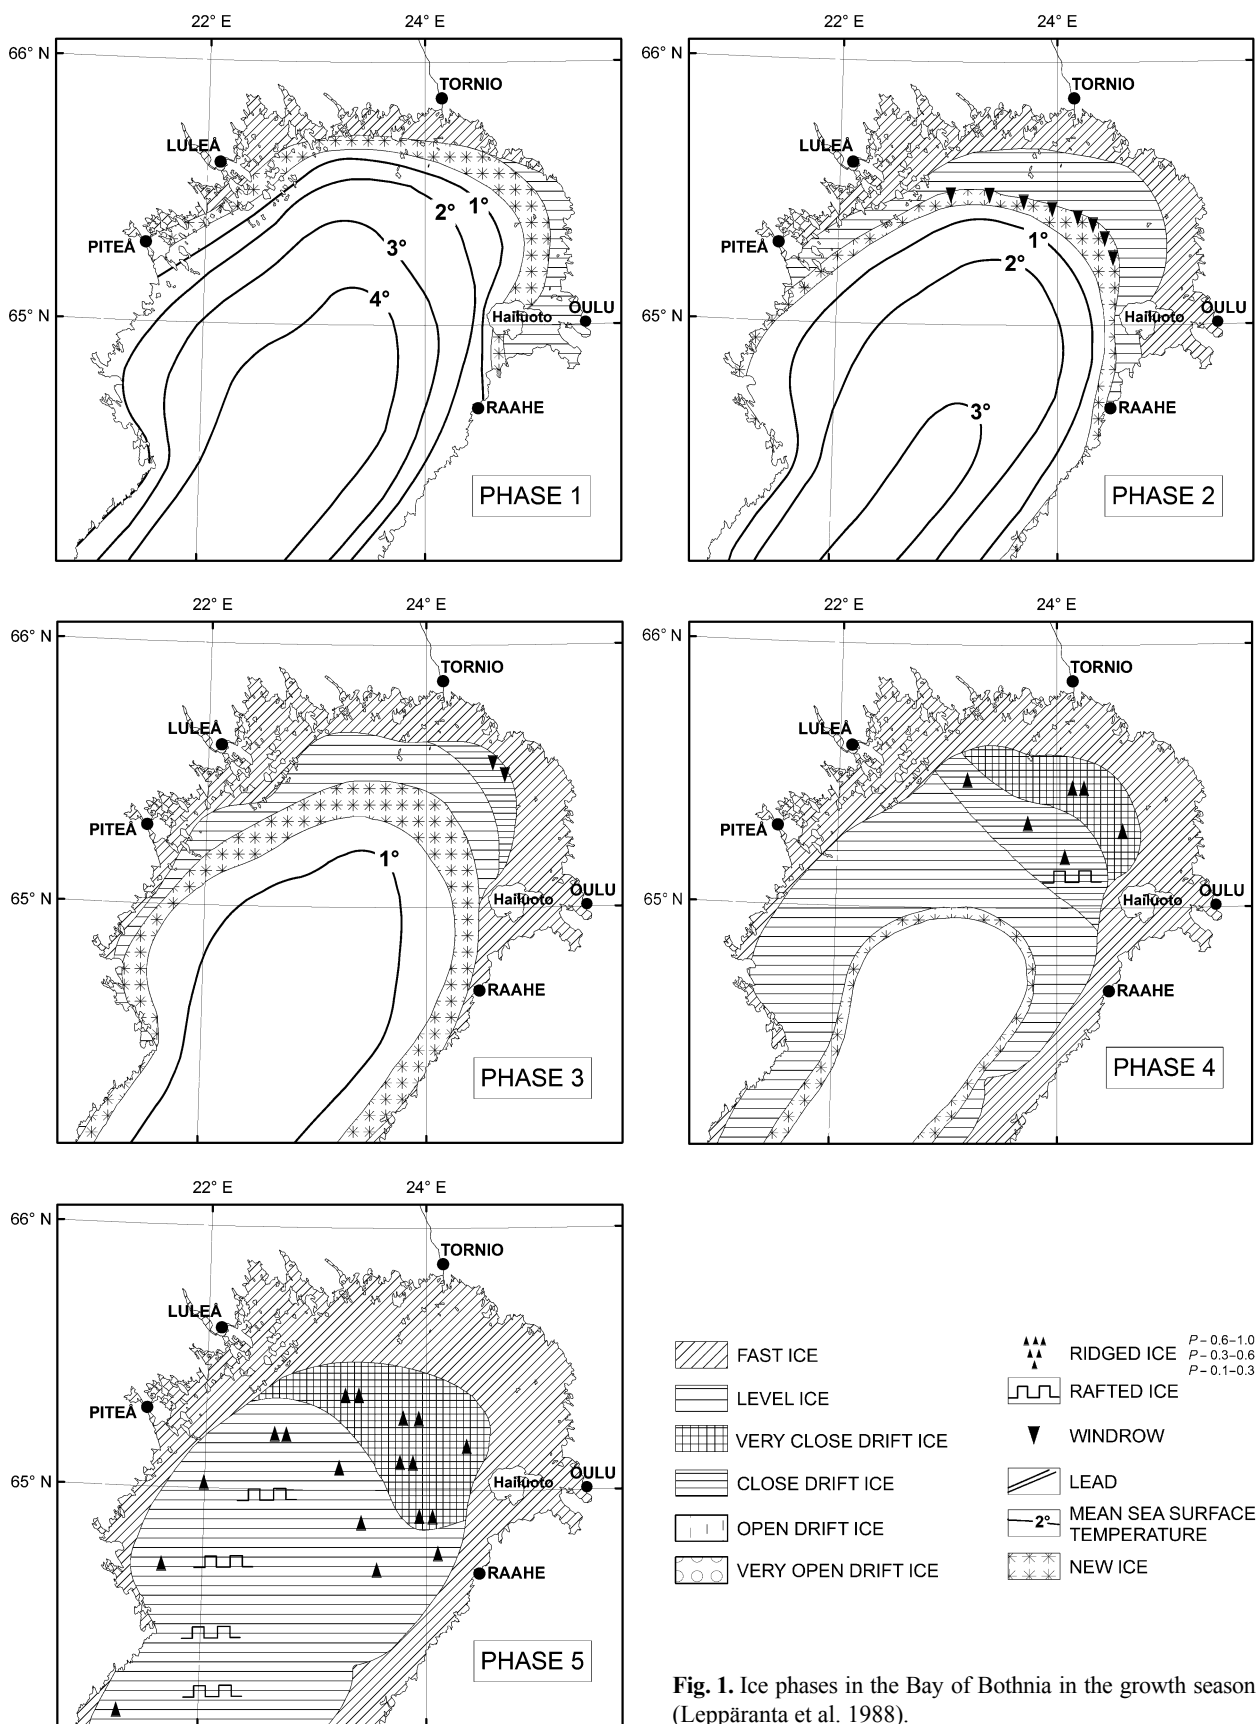 22° E
24° E
66° N
TORNIO
LULEÅ
1°
2°
3°
PITEÅ
4°
65° N
Hailuoto
OULU
RAAHE
PHASE 1
22° E
24° E
66° N
TORNIO
LULEÅ
PITEÅ
1°
2°
65° N
Hailuoto
OULU
3°
RAAHE
PHASE 2
22° E
24° E
66° N
TORNIO
LULEÅ
PITEÅ
1°
65° N
Hailuoto
OULU
RAAHE
PHASE 3
22° E
24° E
66° N
TORNIO
LULEÅ
PITEÅ
65° N
Hailuoto
OULU
RAAHE
PHASE 4
22° E
24° E
66° N
TORNIO
LULEÅ
PITEÅ
65° N
Hailuoto
OULU
RAAHE
PHASE 5
FAST ICE
LEVEL ICE
VERY CLOSE DRIFT ICE
CLOSE DRIFT ICE
OPEN DRIFT ICE
VERY OPEN DRIFT ICE
RIDGED ICE
P – 0.6–1.0
P – 0.3–0.6
P – 0.1–0.3
RAFTED ICE
WINDROW
LEAD
2°
MEAN SEA SURFACE
TEMPERATURE
NEW ICE
Fig. 1. Ice phases in the Bay of Bothnia in the growth season
(Leppäranta et al. 1988).